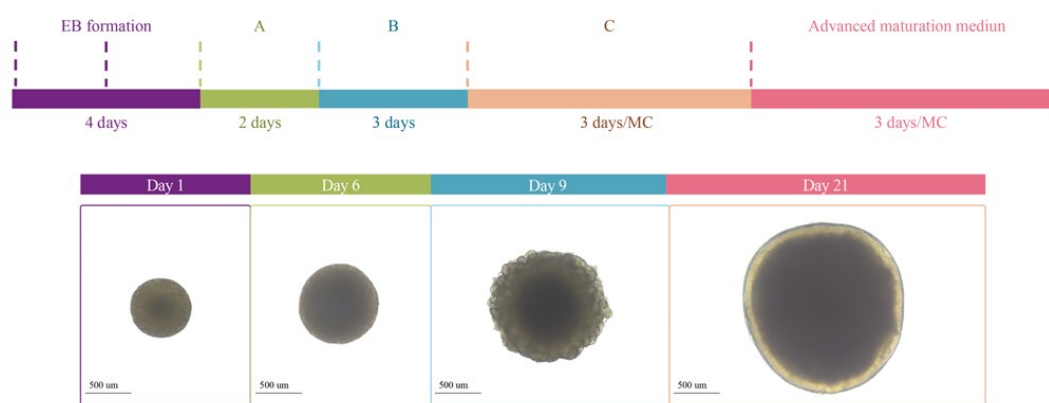 EB formation
A
B
C
Advanced maturation mediun
4 days
2 days
3 days
3 days/MC
3 days/MC
Day 1
Day 6
Day 9
Day 21
500 um
500 um
500 um
500 um